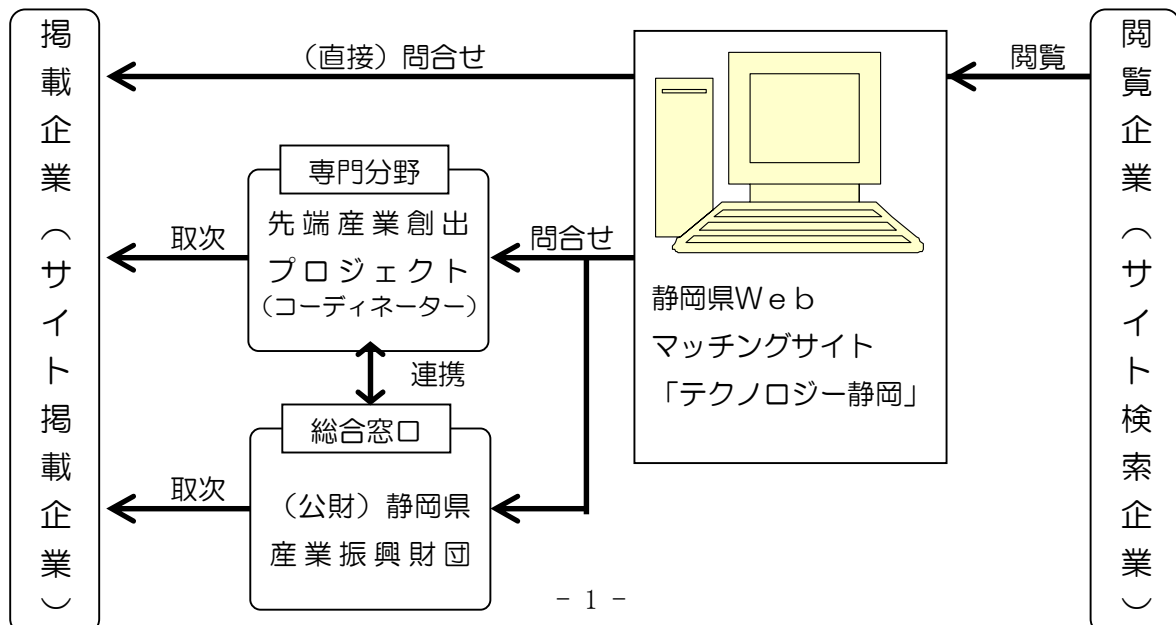 掲載企業（サイト掲載企業）
（直接）問合せ
専門分野
先端産業創出
プロジェクト
（コーディネーター）
取次
問合せ
連携
総合窓口
（公財）静岡県
産業振興財団
取次
静岡県Ｗｅｂ
マッチングサイト
「テクノロジー静岡」
閲覧
閲覧企業（サイト検索企業）
- 1 -